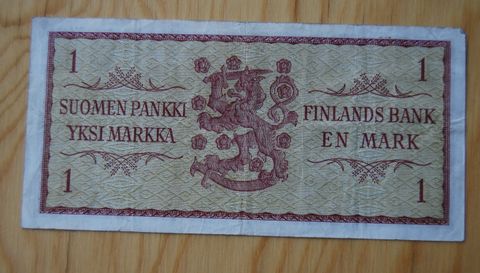 1 1
SUOMEN PANKKI FINLANDS BANK
YKSI MARKKA EN MARK
1 1